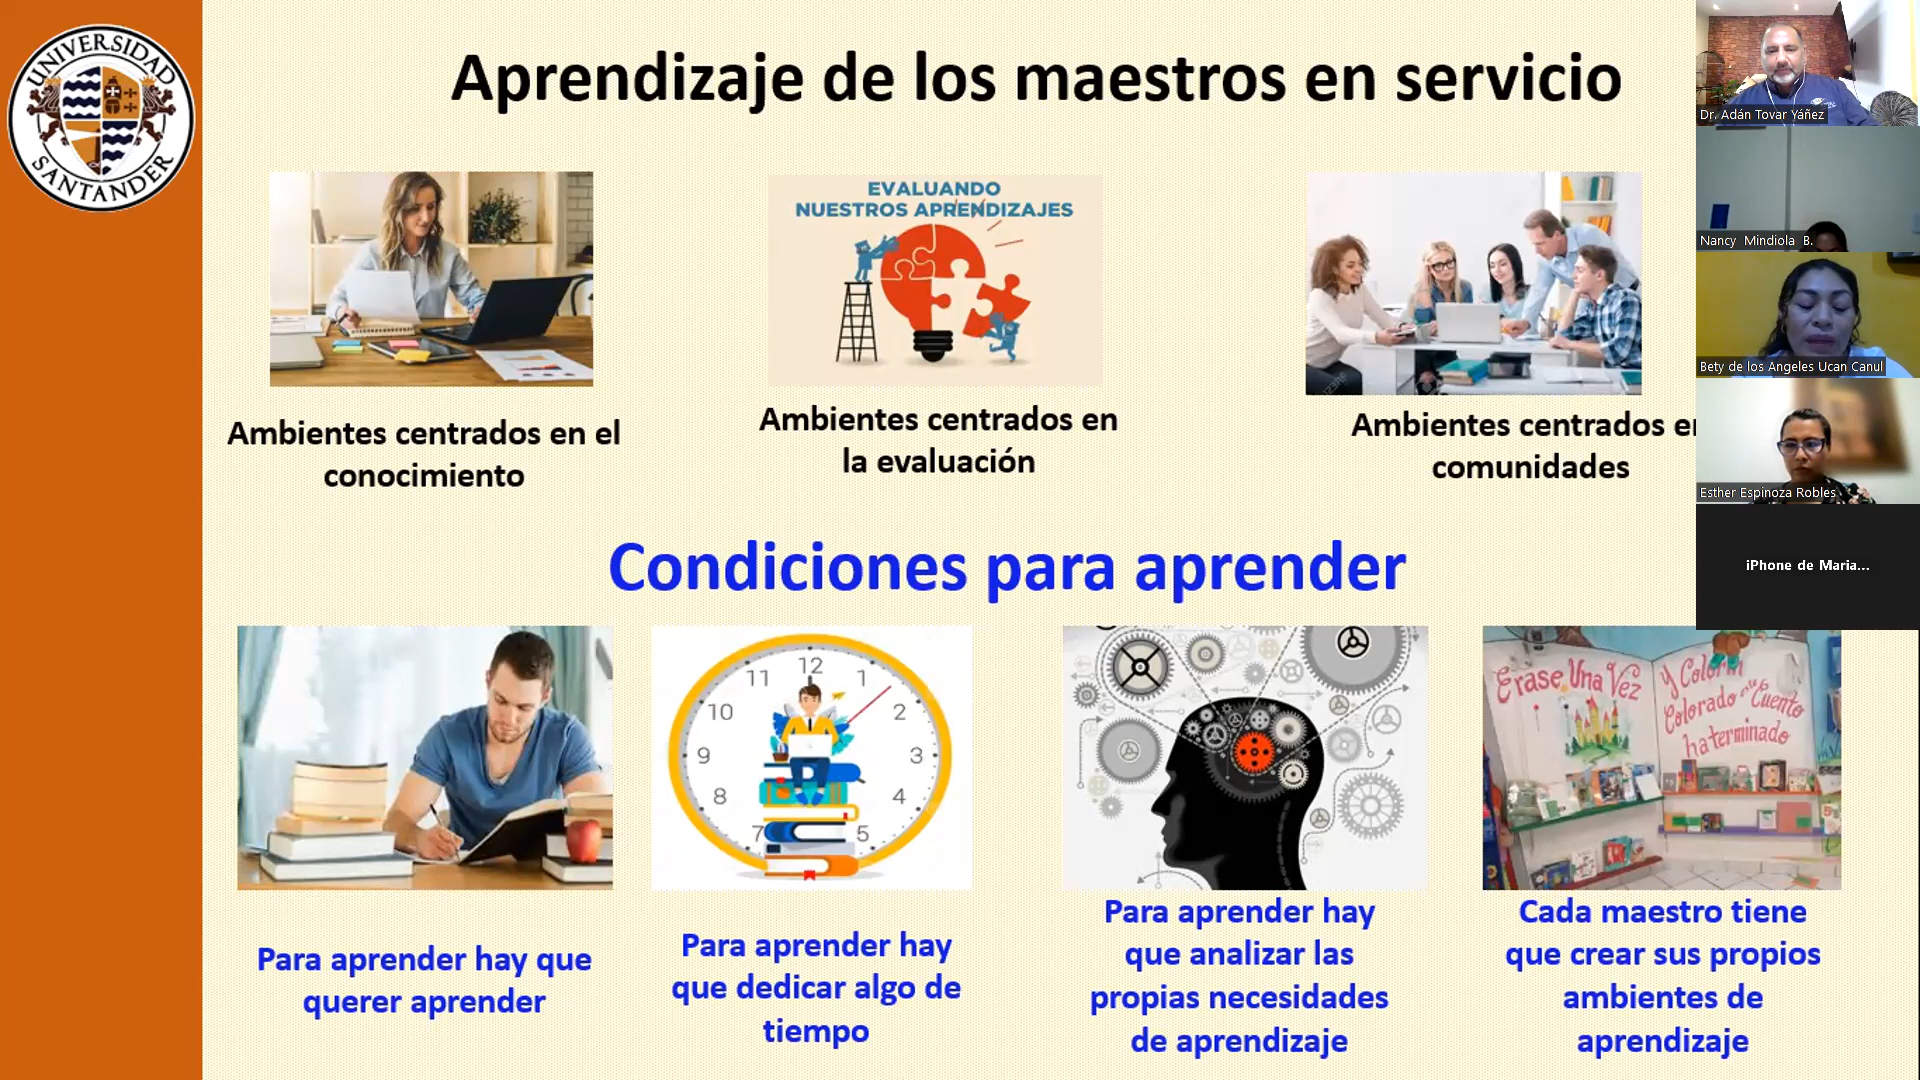 UNIVERSIDAD
SANTANDER
Aprendizaje de los maestros en servicio
EVALUANDO
NUESTROS APRENDIZAJES
Ambientes centrados en el
conocimiento
Ambientes centrados en
la evaluación
Ambientes centrados en
comunidades
Condiciones para aprender
12
1
2
3
4
5
7
8
9
10
11
Erase Una Vez
Y Colorín
Colorado este Cuento
ha terminado
Para aprender hay que
querer aprender
Para aprender hay
que dedicar algo de
tiempo
Para aprender hay
que analizar las
propias necesidades
de aprendizaje
Cada maestro tiene
que crear sus propios
ambientes de
aprendizaje
Dr. Adán Tovar Yáñez
Nancy Mindiola B.
Bety de los Angeles Ucan Canul
Esther Espinoza Robles
iPhone de Maria...